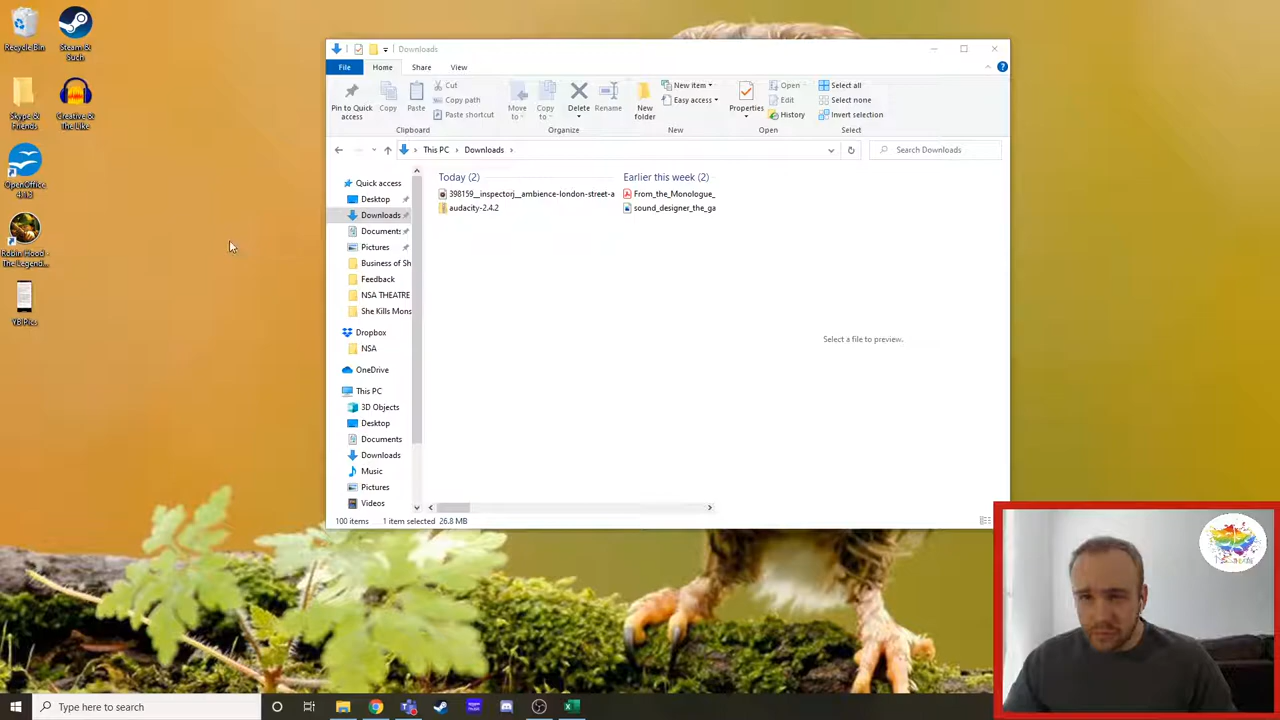 Downloads
File
Home
Share
View
Pin to Quick
access
Copy
Paste
Cut
Copy path
Paste shortcut
Clipboard
Move
to
Copy
to
Delete
Rename
Organize
New
folder
New item
Easy access
New
Properties
Open
Edit
History
Open
Select all
Select none
Invert selection
Select
This PC
Downloads
Search Downloads
Quick access
Desktop
Downloads
Documents
Pictures
Business of Sh
Feedback
NSA THEATRE
She Kills Mons
Dropbox
NSA
OneDrive
This PC
3D Objects
Desktop
Documents
Downloads
Music
Pictures
Videos
Today (2)
398159__inspectorj__ambience-london-street-a
audacity-2.4.2
Earlier this week (2)
From_the_Monologue_
sound_designer_the_ga
Select a file to preview.
100 items
1 item selected 26.8 MB
Recycle Bin
Steam &
Such
Skype &
Friends
Creative &
The Like
OpenOffice
Robin Hood -
The Legend...
Type here to search